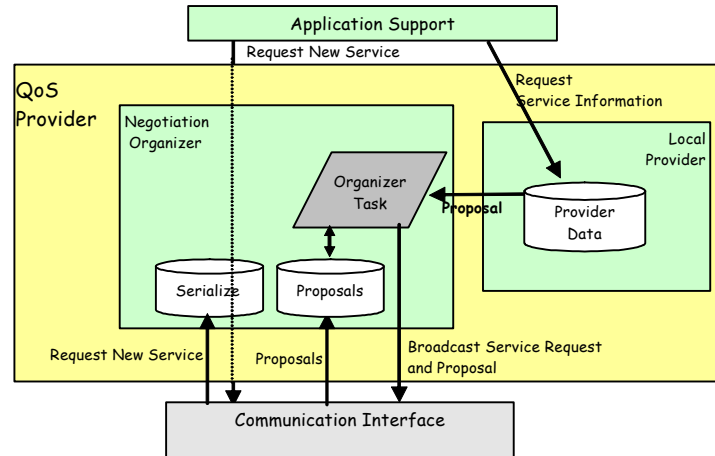 Application Support
Request New Service
QoS
Provider
Request
Service Information
Negotiation
Organizer
Local
Provider
Organizer
Task
Proposal
Provider
Data
Serialize
Proposals
Request New Service
Proposals
Broadcast Service Request
and Proposal
Communication Interface